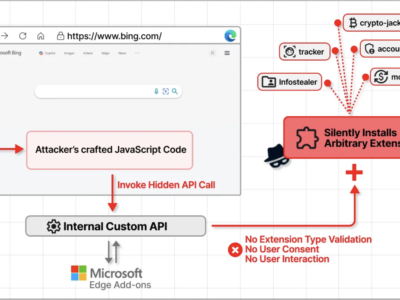 https://www.bing.com/
Microsoft Bing
Attacker's crafted JavaScript Code
Invoke Hidden API Call
Internal Custom API
Microsoft
Edge Add-ons
crypto-jack
tracker
accou
Infostealer
mo
Silently Installs
Arbitrary Extens
No Extension Type Validation
No User Consent
No User Interaction